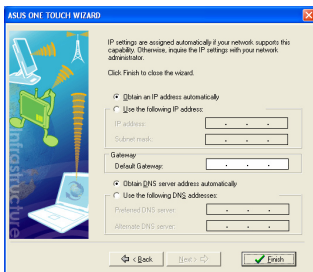 ASUS ONE TOUCH WIZARD
IP settings are assigned automatically if your network supports this
capability. Otherwise, inquire the IP settings with your network
administrator.
Click Finish to close the wizard.
Obtain an IP address automatically
Use the following IP address:
IP address:
Subnet mark:
Gateway
Default Gateway:
Obtain DNS server address automatically
Use the following DNS addresses:
Preferred DNS server:
Alternate DNS server:
Infrastructure
< Back
Next >
Finish